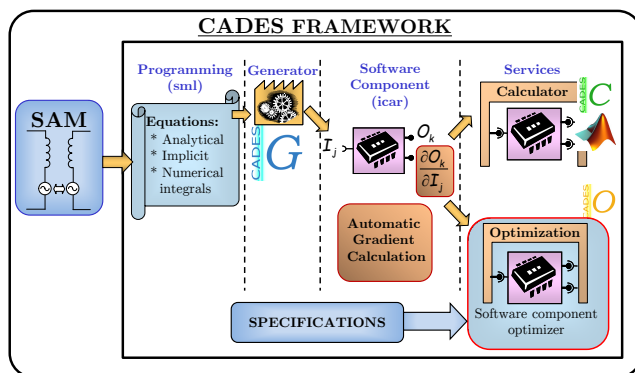 CADES FRAMEWORK
Programming
(sml)
Generator
Software
Component
(icar)
Services
SAM
Equations:
* Analytical
* Implicit
* Numerical
integrals
CADES
G
I_j
O_k
∂O_k
∂I_j
Automatic
Gradient
Calculation
Calculator
CADES
C
CADES
O
Optimization
Software component
optimizer
SPECIFICATIONS